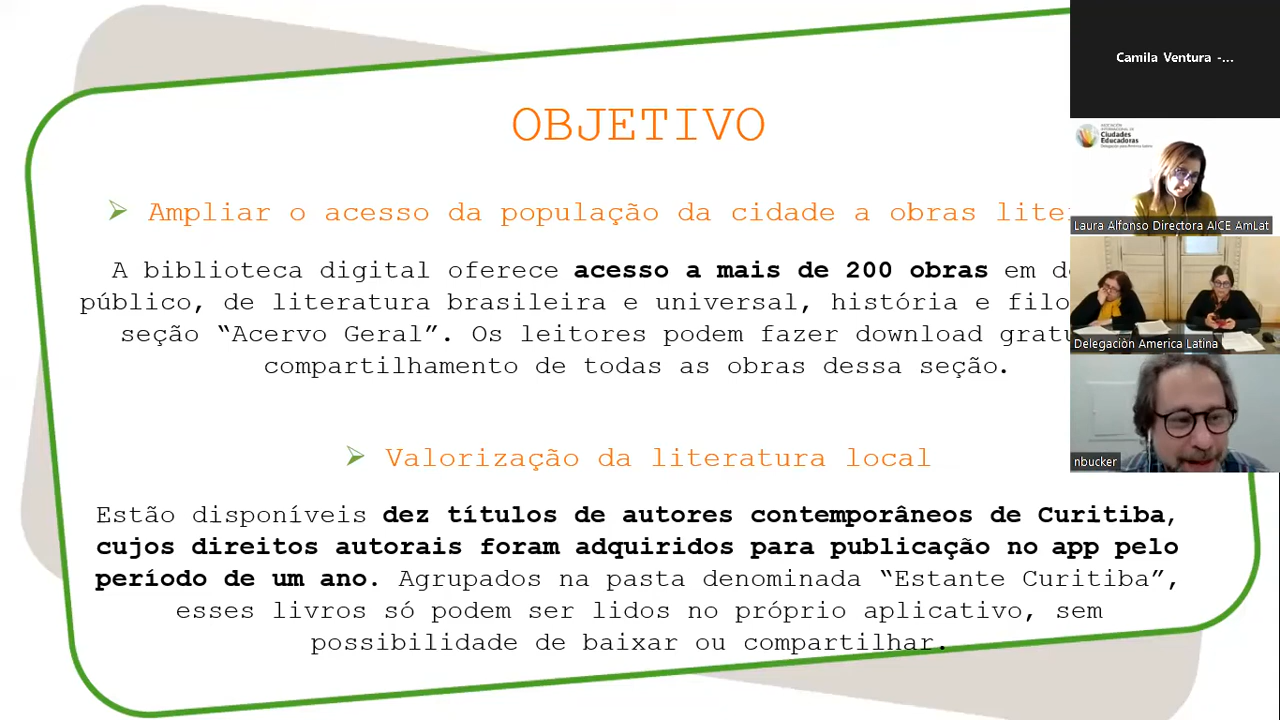 OBJETIVO
Ampliar o acesso da população da cidade a obras
A biblioteca digital oferece acesso a mais de 200 obras em
público, de literatura brasileira e universal, história e
seção “Acervo Geral”. Os leitores podem fazer download
compartilhamento de todas as obras dessa seção.
Valorização da literatura local
Estão disponíveis dez títulos de autores contemporâneos de Curitiba,
cujos direitos autorais foram adquiridos para publicação no app pelo
período de um ano. Agrupados na pasta denominada “Estante Curitiba”,
esses livros só podem ser lidos no próprio aplicativo, sem
possibilidade de baixar ou compartilhar.
Camila Ventura -...
Ciudades
Educadoras
Laura Alfonso Directora AICE AmLat
Delegaciòn America Latina
nbucker